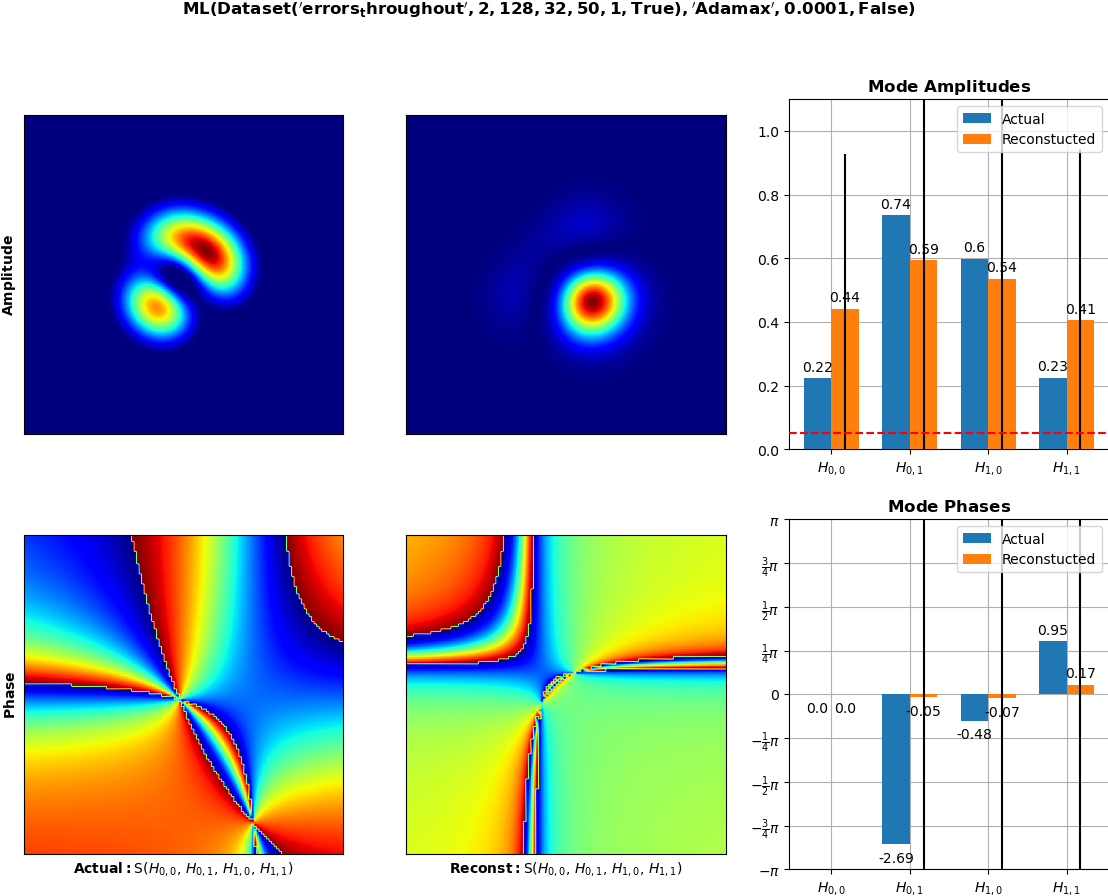 ML(Dataset('errors_throughout', 2, 128, 32, 50, 1, True), 'Adamax', 0.0001, False)
Amplitude
Mode Amplitudes
Actual
Reconstucted
1.0
0.8
0.6
0.4
0.2
0.0
0.22
0.44
0.74
0.59
0.6
0.54
0.23
0.41
H0,0
H0,1
H1,0
H1,1
Phase
Actual: S(H0,0, H0,1, H1,0, H1,1)
Reconst: S(H0,0, H0,1, H1,0, H1,1)
Mode Phases
Actual
Reconstucted
π
3/4π
1/2π
1/4π
0
−1/4π
−1/2π
−3/4π
−π
0.0
0.0
-2.69
-0.05
-0.48
-0.07
0.95
0.17
H0,0
H0,1
H1,0
H1,1